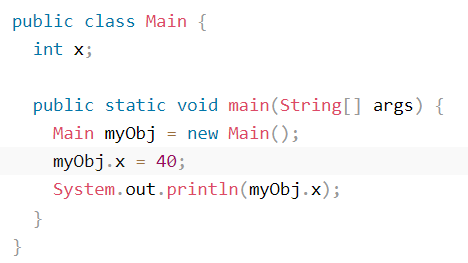 public class Main {
  int x;

  public static void main(String[] args) {
    Main myObj = new Main();
    myObj.x = 40;
    System.out.println(myObj.x);
  }
}